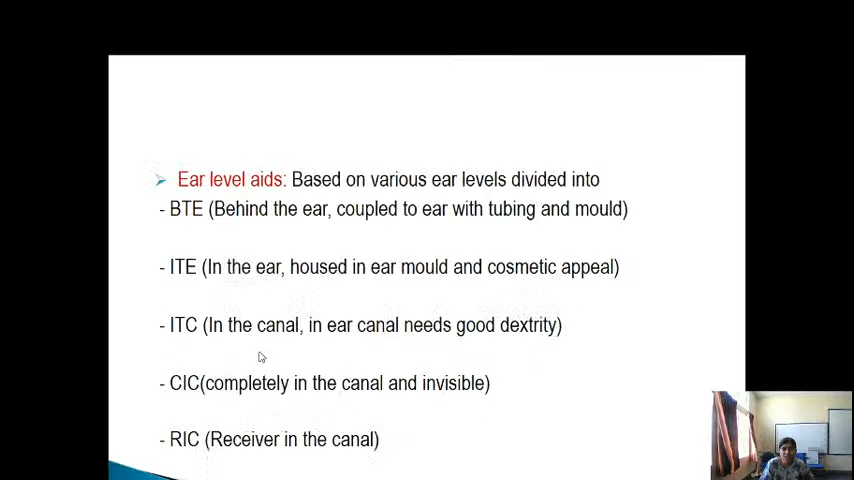 Ear level aids: Based on various ear levels divided into
- BTE (Behind the ear, coupled to ear with tubing and mould)
- ITE (In the ear, housed in ear mould and cosmetic appeal)
- ITC (In the canal, in ear canal needs good dextrity)
- CIC(completely in the canal and invisible)
- RIC (Receiver in the canal)